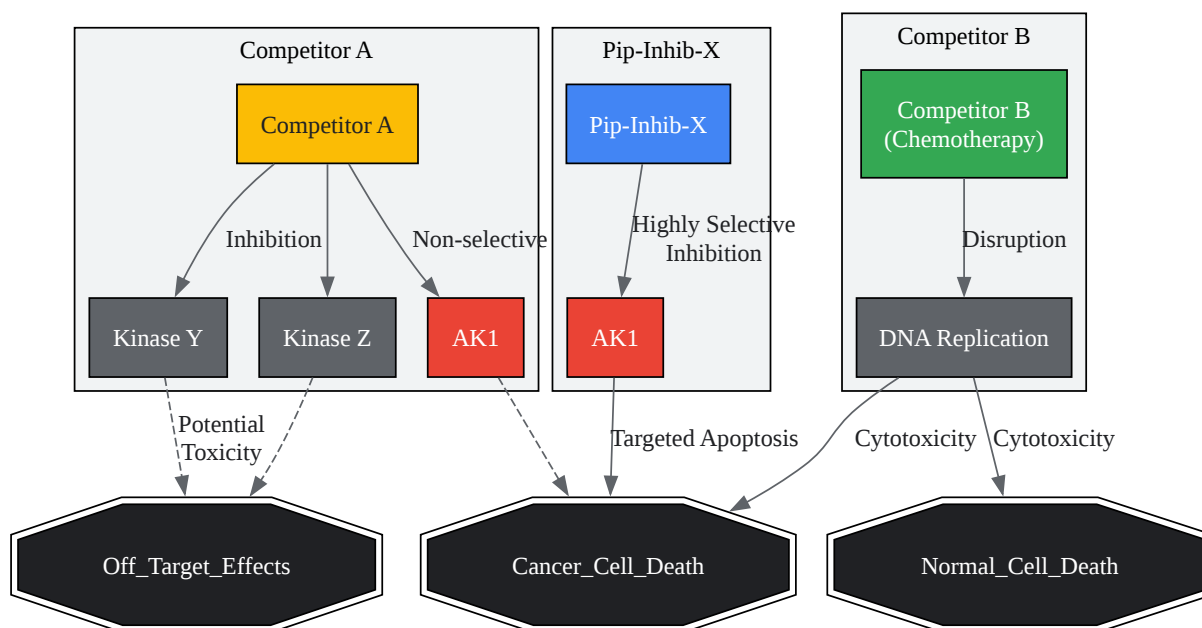 Competitor A
Pip-Inhib-X
Competitor B
Competitor A
Pip-Inhib-X
Competitor B
(Chemotherapy)
Inhibition
Non-selective
Highly Selective
Inhibition
Disruption
Kinase Y
Kinase Z
AK1
AK1
DNA Replication
Potential
Toxicity
Targeted Apoptosis
Cytotoxicity
Cytotoxicity
Off_Target_Effects
Cancer_Cell_Death
Normal_Cell_Death